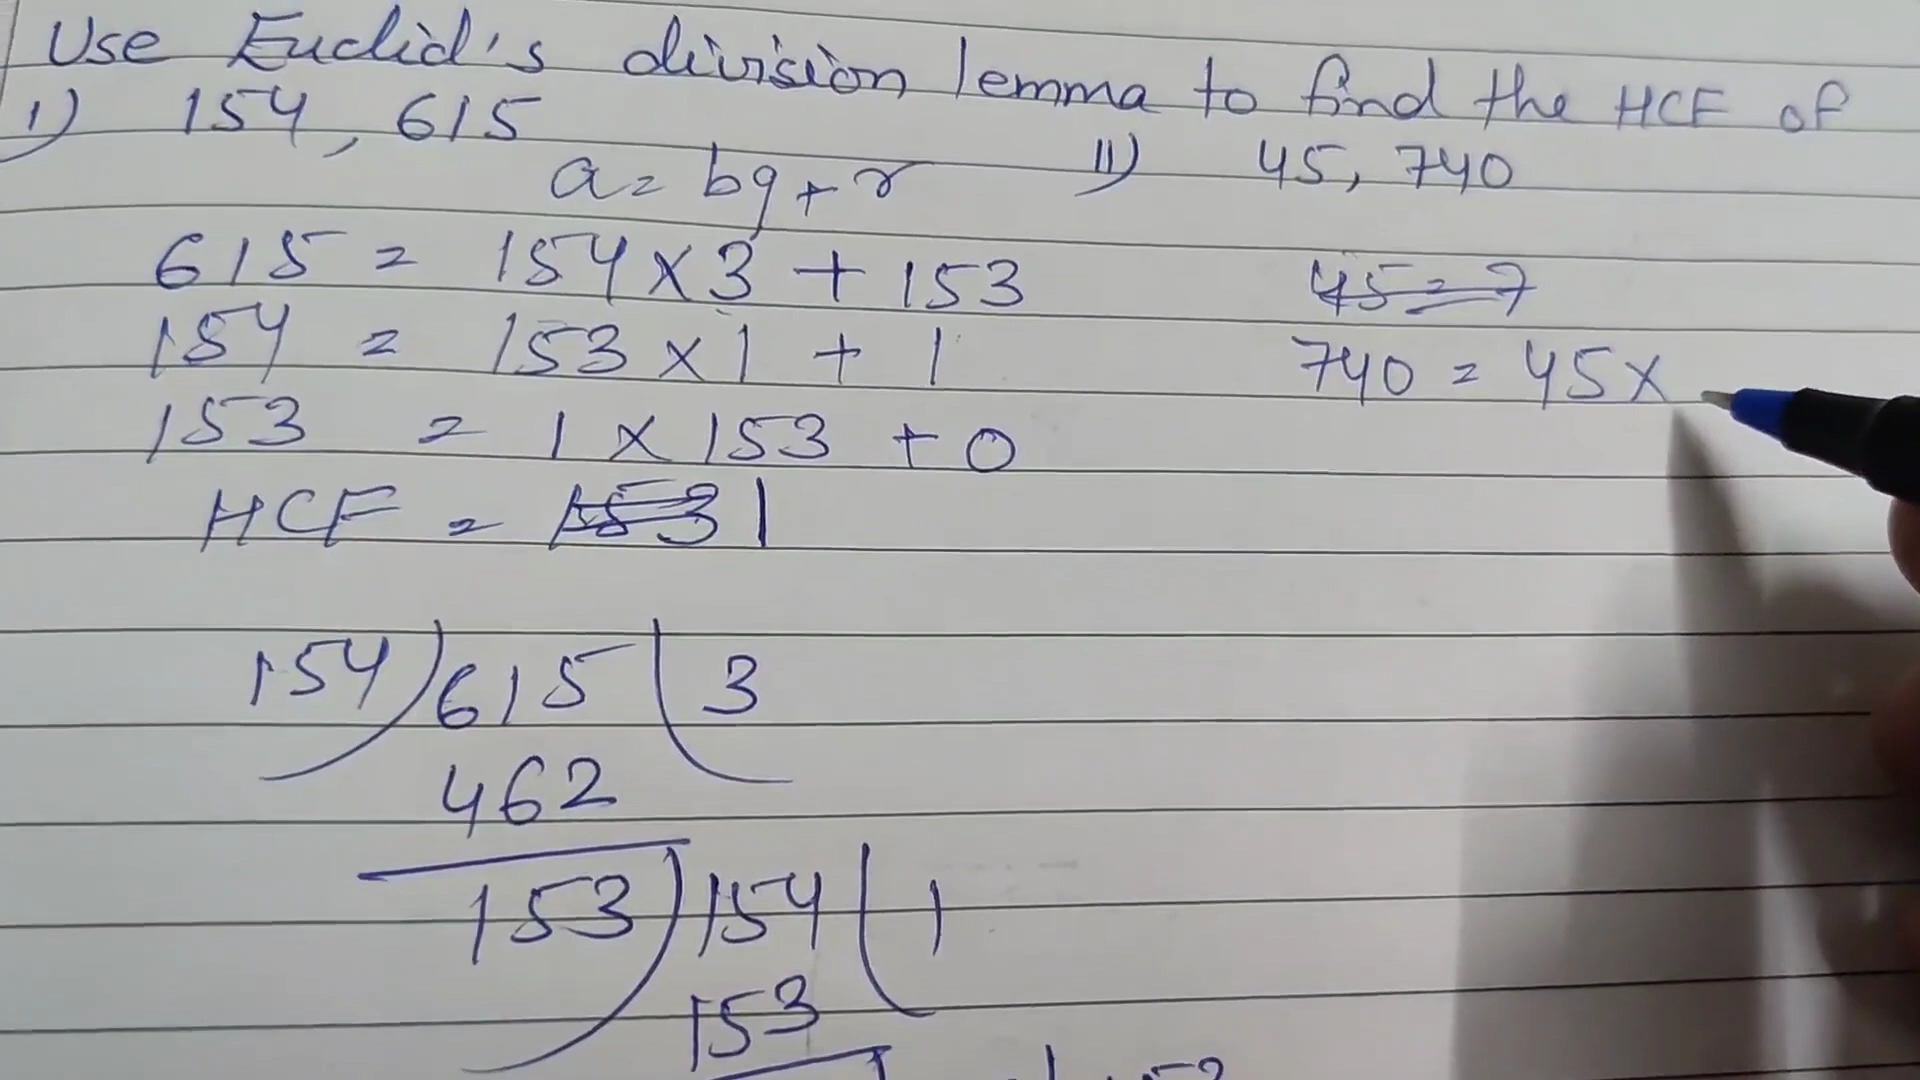 Use Euclid's division lemma to find the HCF of
I) 154, 615
II) 45, 740
a = bq + r
615 = 154 × 3 + 153
154 = 153 × 1 + 1
153 = 1 × 153 + 0
HCF = 153 1
45 = 7
740 = 45 ×
154 ) 615 ( 3
462
153 ) 154 ( 1
153